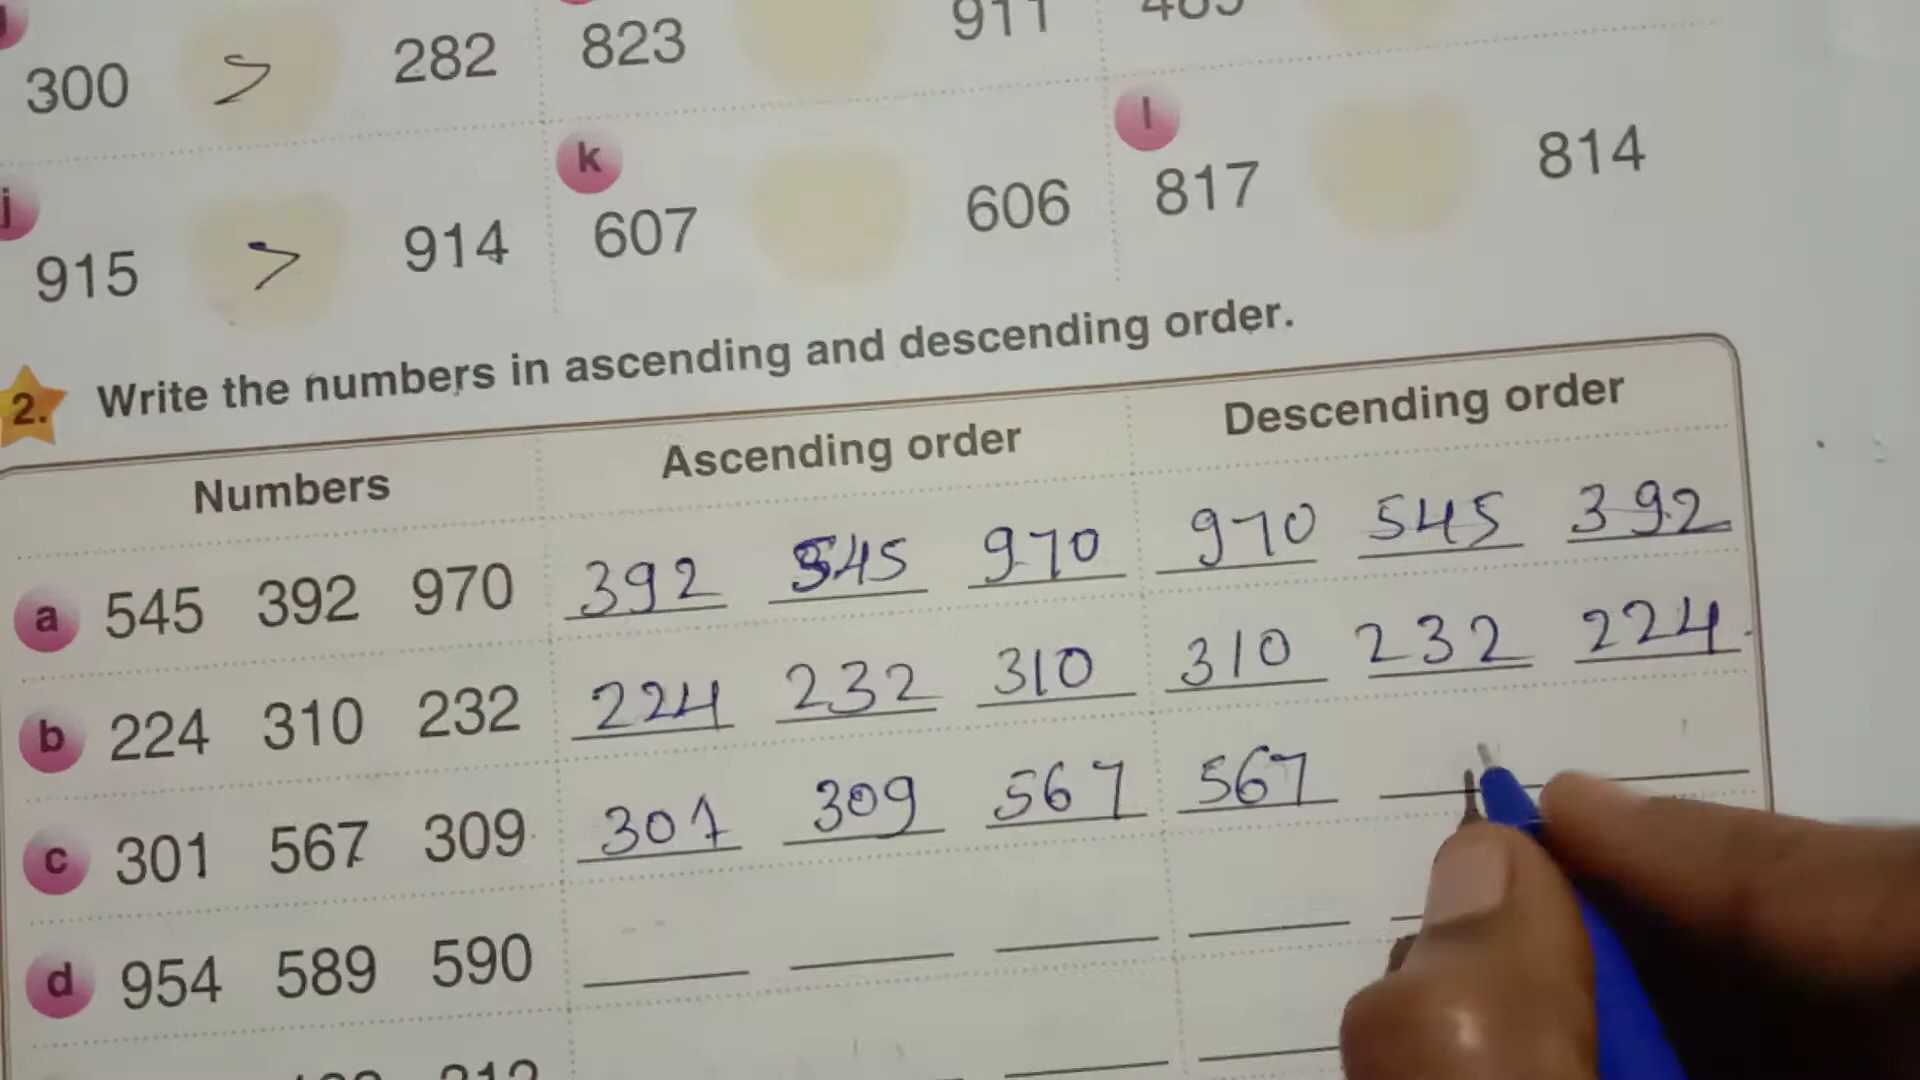 300 > 282 823 911
j k l
915 > 914 607 606 817 814
2. Write the numbers in ascending and descending order.
Numbers Ascending order Descending order
a 545 392 970 392 545 970 970 545 392
b 224 310 232 224 232 310 310 232 224
c 301 567 309 301 309 567 567
d 954 589 590